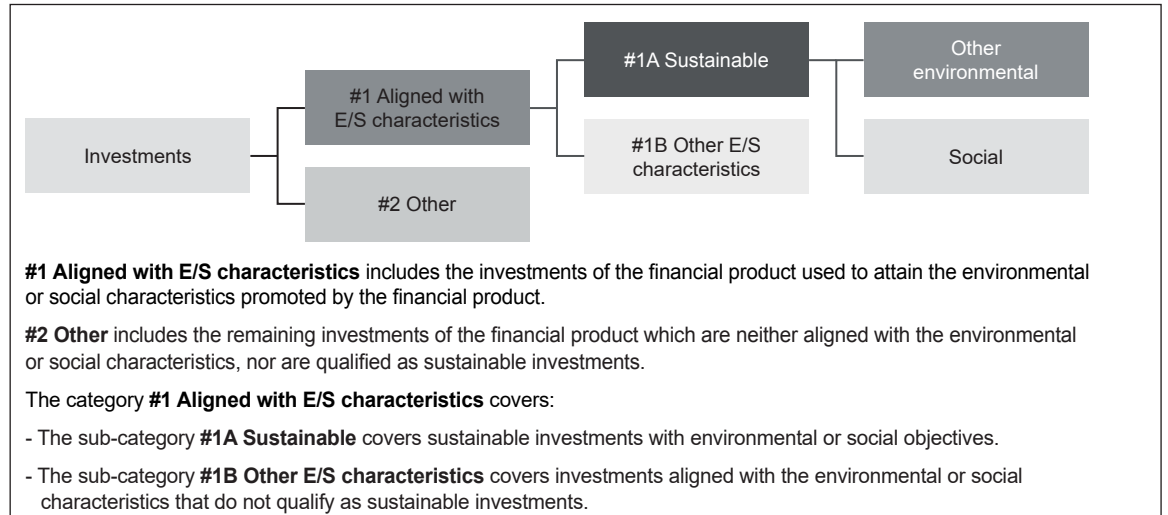 #1A Sustainable
Other
environmental
#1 Aligned with
E/S characteristics
Investments
#1B Other E/S
characteristics
Social
#2 Other
#1 Aligned with E/S characteristics includes the investments of the financial product used to attain the environmental
or social characteristics promoted by the financial product.
#2 Other includes the remaining investments of the financial product which are neither aligned with the environmental
or social characteristics, nor are qualified as sustainable investments.
The category #1 Aligned with E/S characteristics covers:
- The sub-category #1A Sustainable covers sustainable investments with environmental or social objectives.
- The sub-category #1B Other E/S characteristics covers investments aligned with the environmental or social
characteristics that do not qualify as sustainable investments.